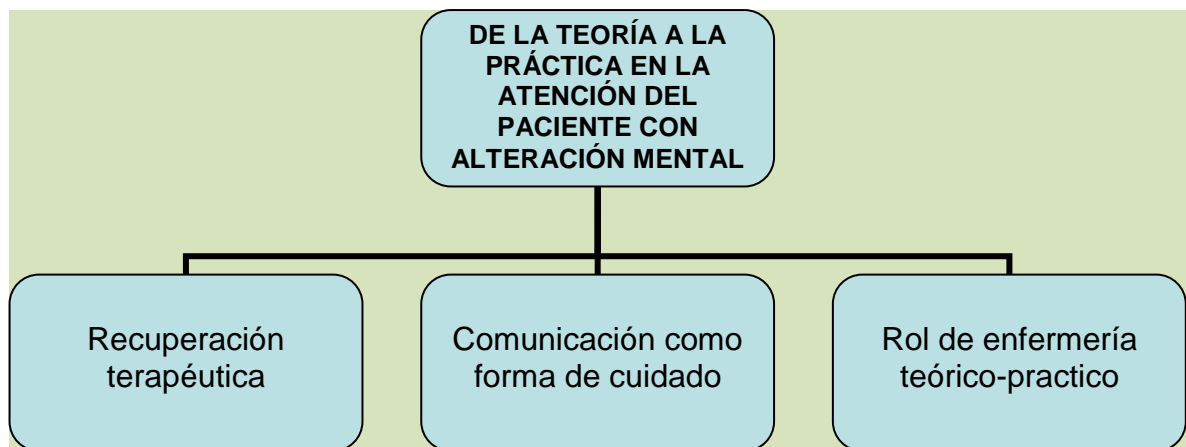 DE LA TEORÍA A LA
PRÁCTICA EN LA
ATENCIÓN DEL
PACIENTE CON
ALTERACIÓN MENTAL
Recuperación
terapéutica
Comunicación como
forma de cuidado
Rol de enfermería
teórico-practico